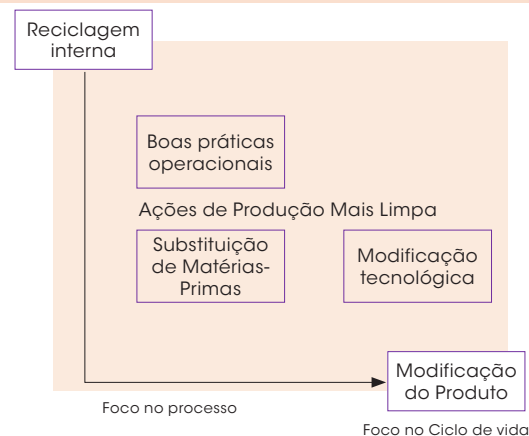 Reciclagem
interna
Boas práticas
operacionais
Ações de Produção Mais Limpa
Substituição
de Matérias-
Primas
Modificação
tecnológica
Modificação
do Produto
Foco no processo
Foco no Ciclo de vida